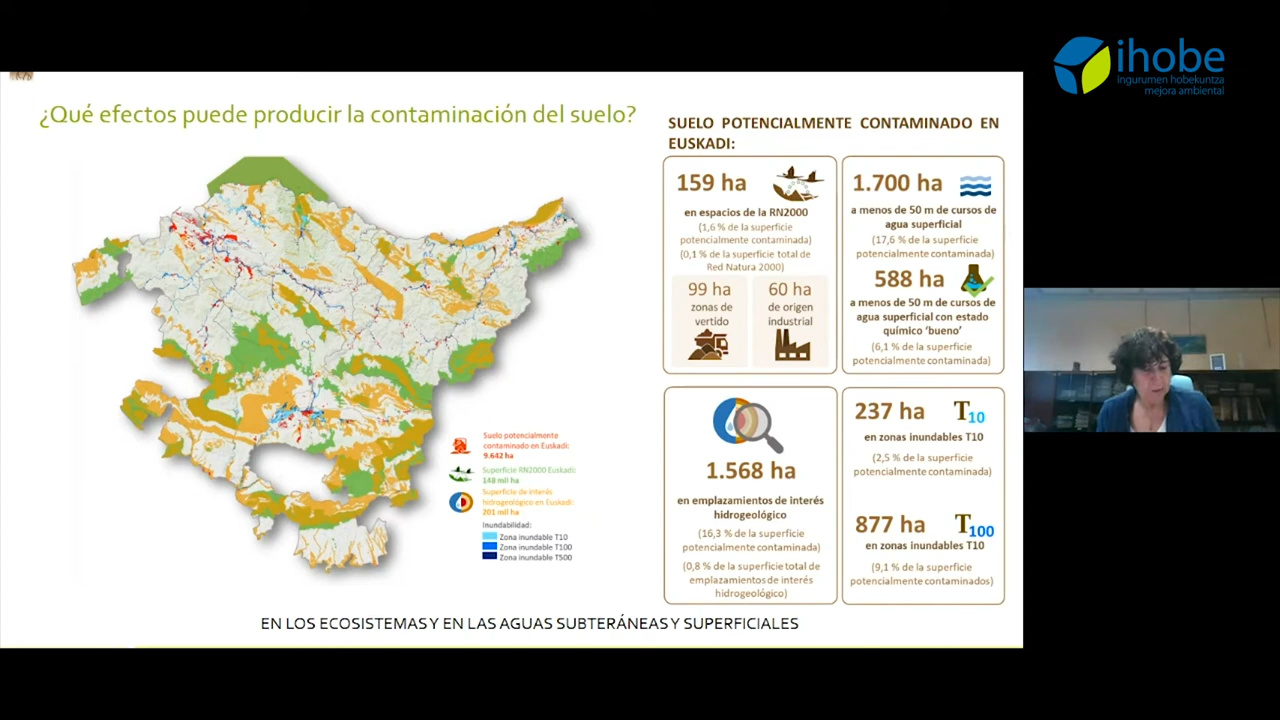 ihobe
ingurumen hobekuntza
mejora ambiental
¿Qué efectos puede producir la contaminación del suelo?
SUELO POTENCIALMENTE CONTAMINADO EN
EUSKADI:
159 ha
en espacios de la RN2000
(1,6 % de la superficie
potencialmente contaminada)
(0,1 % de la superficie total de
Red Natura 2000)
99 ha
zonas de
vertido
60 ha
de origen
industrial
1.700 ha
a menos de 50 m de cursos de
agua superficial
(17,6 % de la superficie
potencialmente contaminada)
588 ha
a menos de 50 m de cursos de
agua superficial con estado
químico 'bueno'
(6,1 % de la superficie
potencialmente contaminada)
1.568 ha
en emplazamientos de interés
hidrogeológico
(16,3 % de la superficie
potencialmente contaminada)
(0,8 % de la superficie total de
emplazamientos de interés
hidrogeológico)
237 ha
T10
en zonas inundables T10
(2,5 % de la superficie
potencialmente contaminada)
877 ha
T100
en zonas inundables T10
(9,1 % de la superficie
potencialmente contaminados)
Suelo potencialmente
contaminado en Euskadi:
9.642 ha
Superficie RN2000 Euskadi:
148 mil ha
Superficie de interés
hidrogeológico en Euskadi:
201 mil ha
Inundabilidad:
Zona inundable T10
Zona inundable T100
Zona inundable T500
EN LOS ECOSISTEMAS Y EN LAS AGUAS SUBTERÁNEAS Y SUPERFICIALES